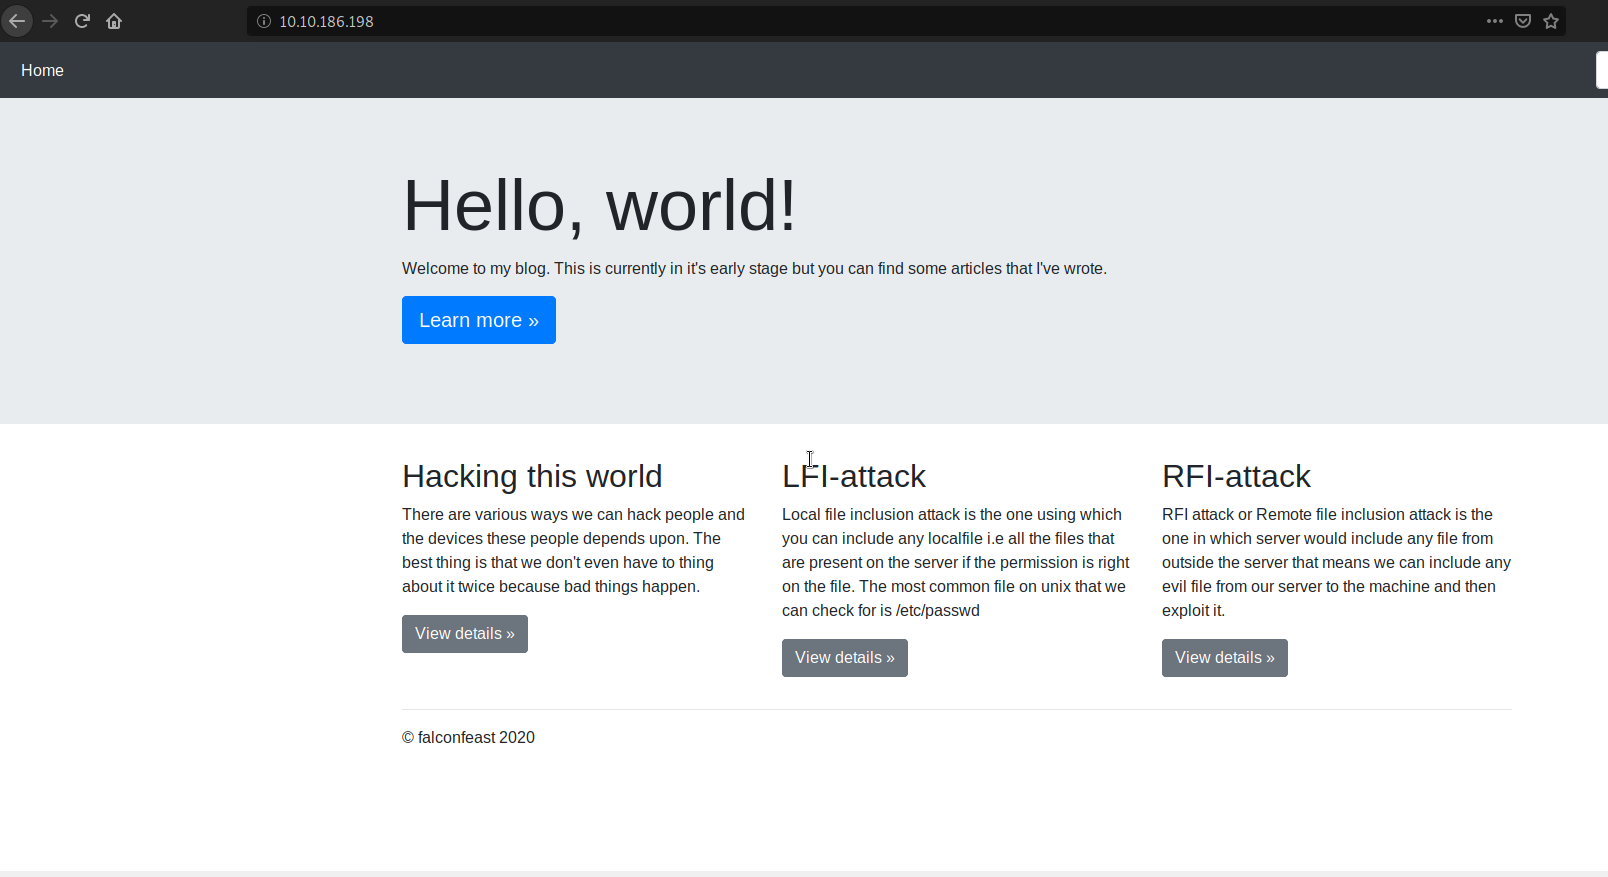 10.10.186.198
Home
Hello, world!
Welcome to my blog. This is currently in it's early stage but you can find some articles that I've wrote.
Learn more »
Hacking this world
There are various ways we can hack people and
the devices these people depends upon. The
best thing is that we don't even have to thing
about it twice because bad things happen.
View details »
LFI-attack
Local file inclusion attack is the one using which
you can include any localfile i.e all the files that
are present on the server if the permission is right
on the file. The most common file on unix that we
can check for is /etc/passwd
View details »
RFI-attack
RFI attack or Remote file inclusion attack is the
one in which server would include any file from
outside the server that means we can include any
evil file from our server to the machine and then
exploit it.
View details »
© falconfeast 2020